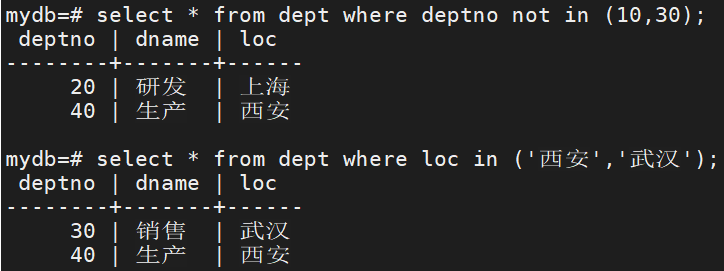 mydb=# select * from dept where deptno not in (10,30);
 deptno | dname | loc
--------+-------+------
     20 | 研发  | 上海
     40 | 生产  | 西安
mydb=# select * from dept where loc in ('西安','武汉');
 deptno | dname | loc
--------+-------+------
     30 | 销售  | 武汉
     40 | 生产  | 西安